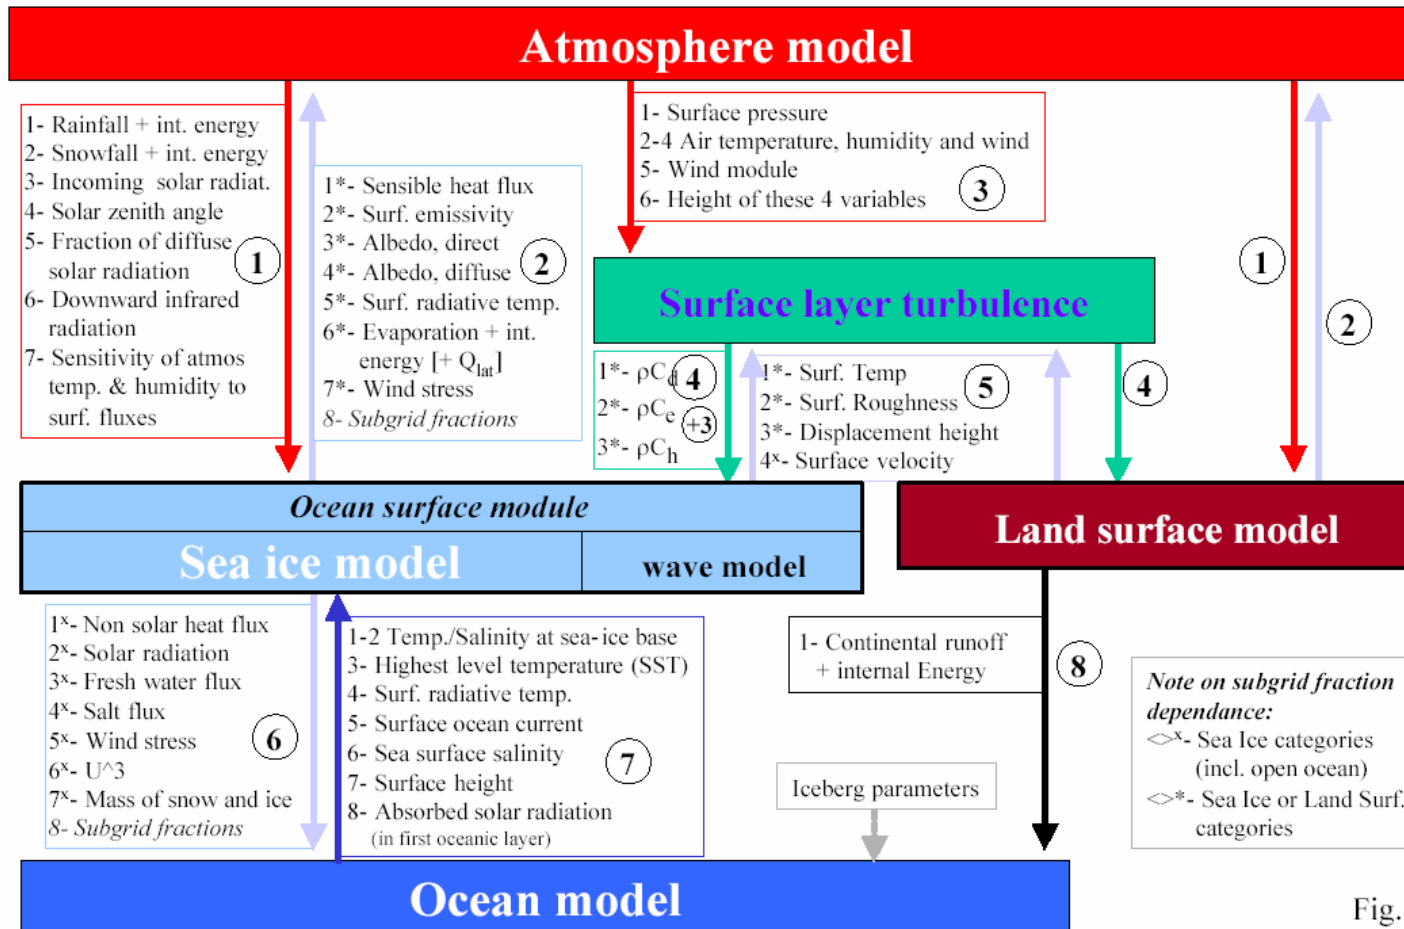 Atmosphere model
1- Rainfall + int. energy
2- Snowfall + int. energy
3- Incoming solar radiat.
4- Solar zenith angle
5- Fraction of diffuse
solar radiation
6- Downward infrared
radiation
7- Sensitivity of atmos
temp. & humidity to
surf. fluxes
1
1*- Sensible heat flux
2*- Surf. emissivity
3*- Albedo, direct
4*- Albedo, diffuse
5*- Surf. radiative temp.
6*- Evaporation + int.
energy [+ Qlat]
7*- Wind stress
8- Subgrid fractions
2
1- Surface pressure
2-4 Air temperature, humidity and wind
5- Wind module
6- Height of these 4 variables
3
1
2
Surface layer turbulence
1*- ρCd
2*- ρCe
3*- ρCh
4
+3
1*- Surf. Temp
2*- Surf. Roughness
3*- Displacement height
4x- Surface velocity
5
4
Ocean surface module
Sea ice model
wave model
Land surface model
1x- Non solar heat flux
2x- Solar radiation
3x- Fresh water flux
4x- Salt flux
5x- Wind stress
6x- U^3
7x- Mass of snow and ice
8- Subgrid fractions
6
1-2 Temp./Salinity at sea-ice base
3- Highest level temperature (SST)
4- Surf. radiative temp.
5- Surface ocean current
6- Sea surface salinity
7- Surface height
8- Absorbed solar radiation
(in first oceanic layer)
7
1- Continental runoff
+ internal Energy
8
Iceberg parameters
Note on subgrid fraction
dependance:
<>x- Sea Ice categories
(incl. open ocean)
<>*- Sea Ice or Land Surf.
categories
Ocean model
Fig.